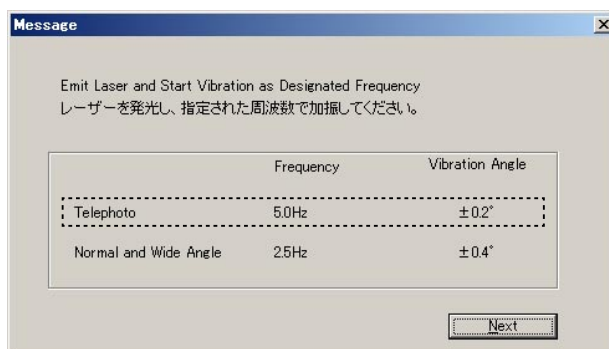 Message
Emit Laser and Start Vibration as Designated Frequency
レーザーを発光し、指定された周波数で加振してください。
Frequency Vibration Angle
Telephoto 5.0Hz ±0.2°
Normal and Wide Angle 2.5Hz ±0.4°
Next